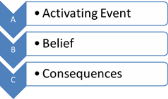 A • Activating Event
B • Belief
C • Consequences